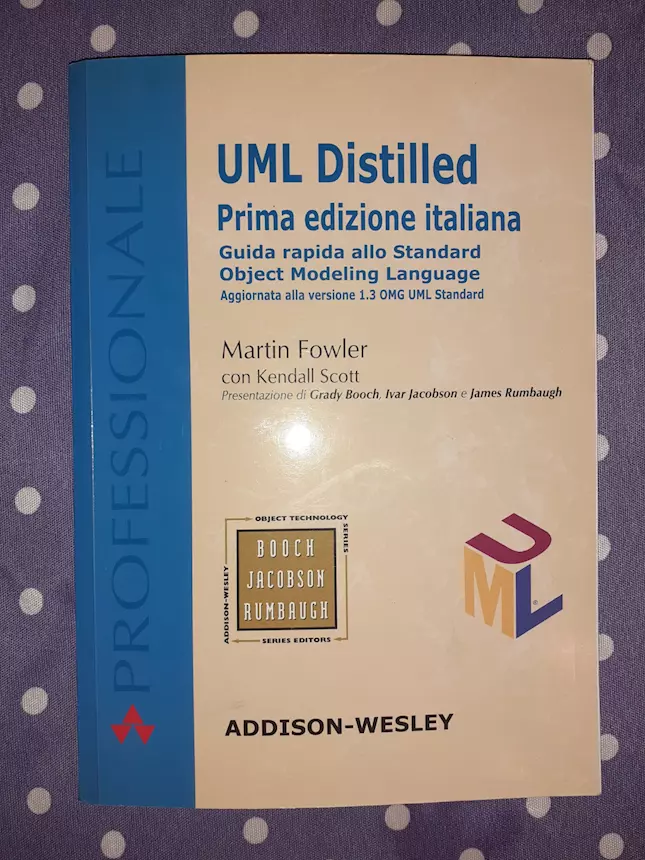 PROFESSIONALE
UML Distilled
Prima edizione italiana
Guida rapida allo Standard
Object Modeling Language
Aggiornata alla versione 1.3 OMG UML Standard
Martin Fowler
con Kendall Scott
Presentazione di Grady Booch, Ivar Jacobson e James Rumbaugh
OBJECT TECHNOLOGY
SERIES
ADDISON-WESLEY
BOOCH
JACOBSON
RUMBAUGH
SERIES EDITORS
UML®
ADDISON-WESLEY